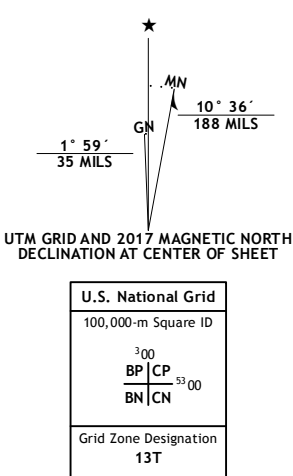 ★
MN
GN
10° 36´
188 MILS
1° 59´
35 MILS
UTM GRID AND 2017 MAGNETIC NORTH
DECLINATION AT CENTER OF SHEET
U.S. National Grid
100,000-m Square ID
³00
BP CP
⁵³00
BN CN
Grid Zone Designation
13T